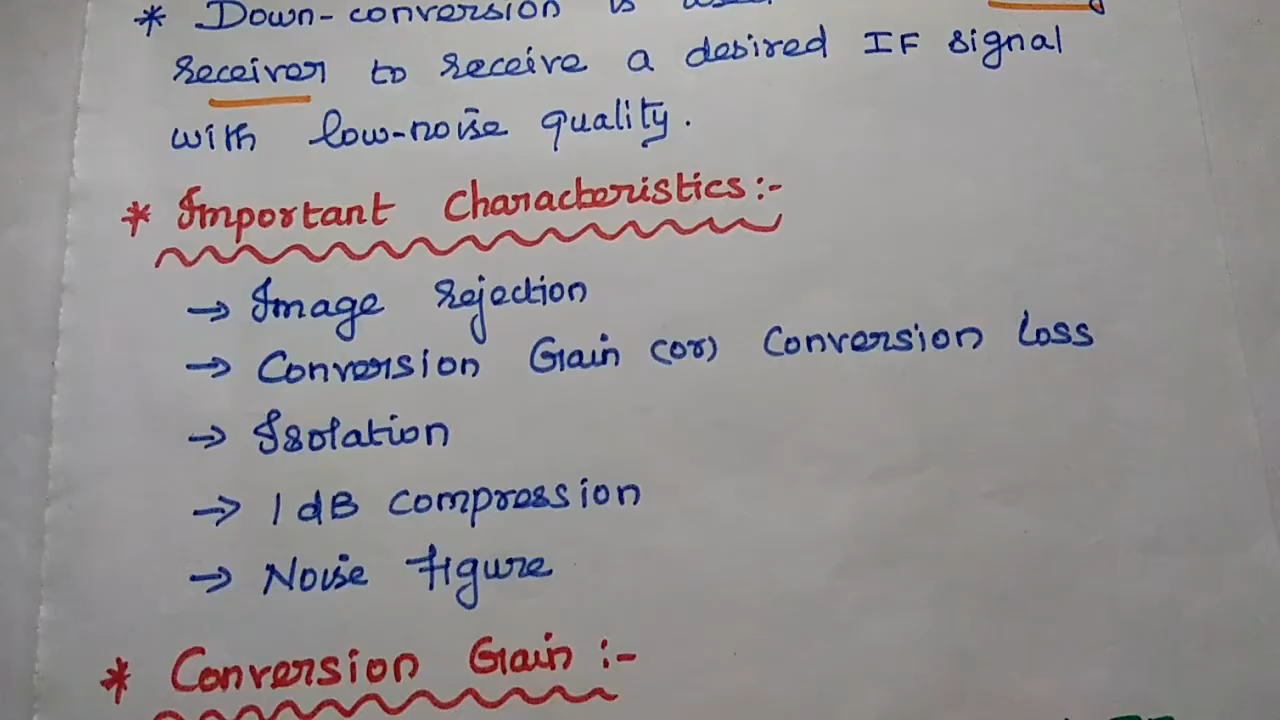 * Down-conversion is
receiver to receive a desired IF signal
with low-noise quality.
* Important Characteristics:-
→ Image rejection
→ Conversion Gain (or) Conversion Loss
→ Isolation
→ 1 dB compression
→ Noise figure
* Conversion Gain :-